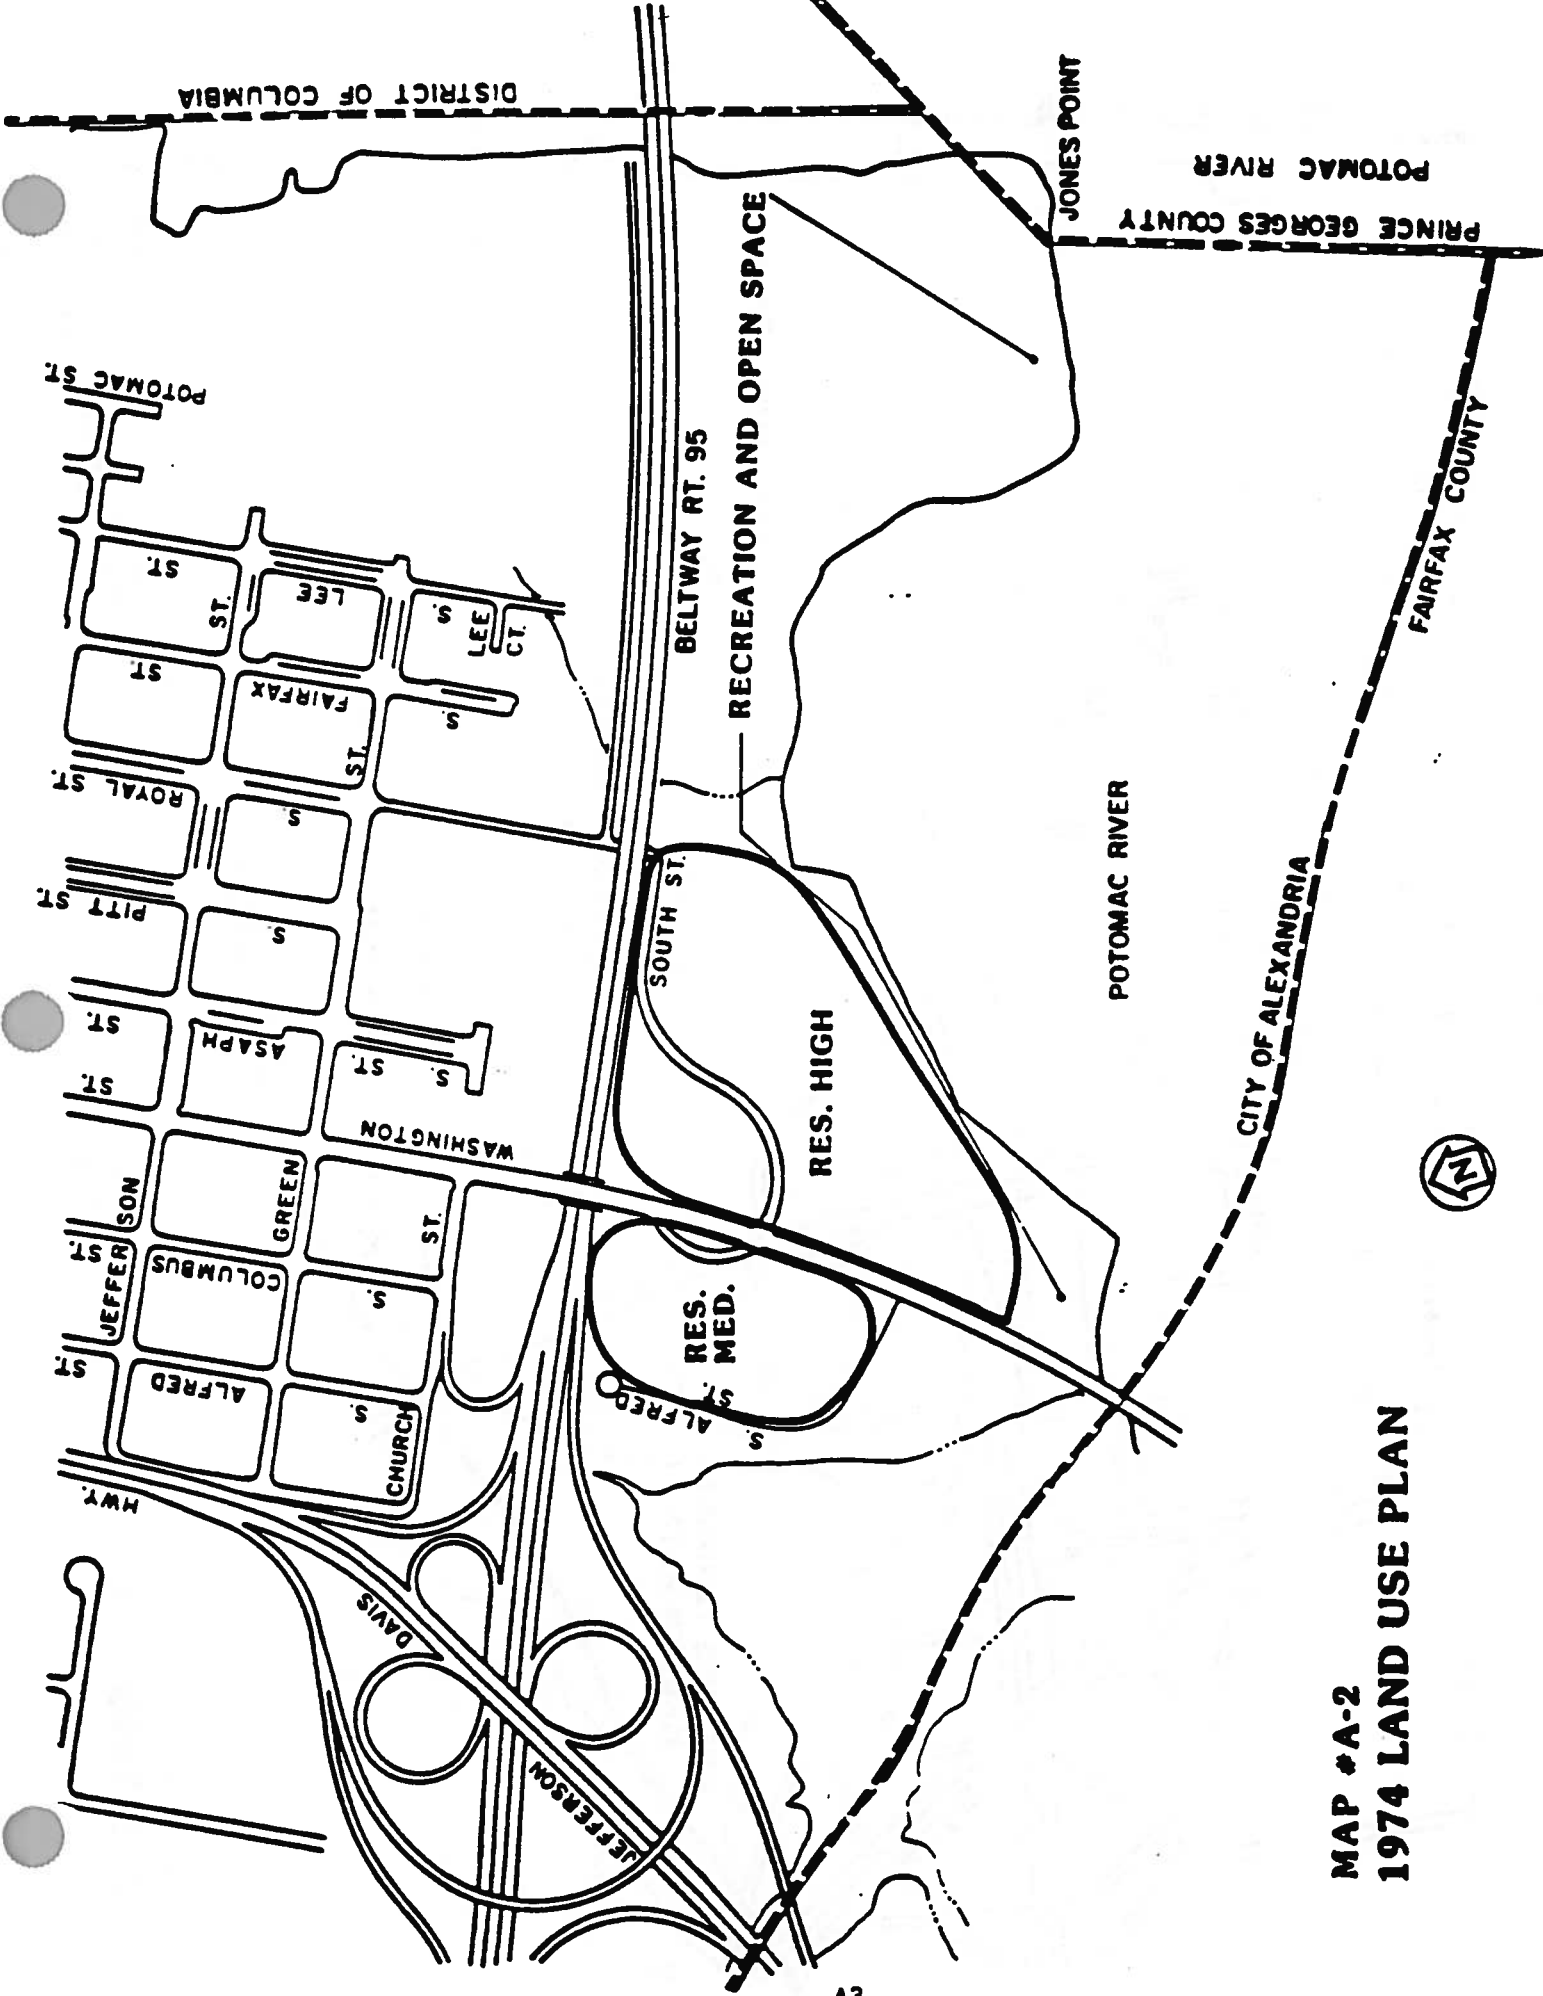 DISTRICT OF COLUMBIA
JONES POINT
POTOMAC RIVER
PRINCE GEORGES COUNTY
POTOMAC ST.
ST.
ST.
LEE
S.
LEE
CT.
BELTWAY RT. 95
RECREATION AND OPEN SPACE
ST.
FAIRFAX
S.
ST.
ROYAL ST.
S.
PITT ST.
S.
ST.
ASAPH
ST.
S.
ST.
WASHINGTON
SOUTH ST.
RES. HIGH
POTOMAC RIVER
FAIRFAX COUNTY
CITY OF ALEXANDRIA
N
JEFFER SON
GREEN
ST.
ST.
COLUMBUS
S.
ST.
ALFRED
S.
CHURCH
RES.
MED.
S. ALFRED ST.
HWY.
DAVIS
JEFFERSON
MAP #A-2
1974 LAND USE PLAN